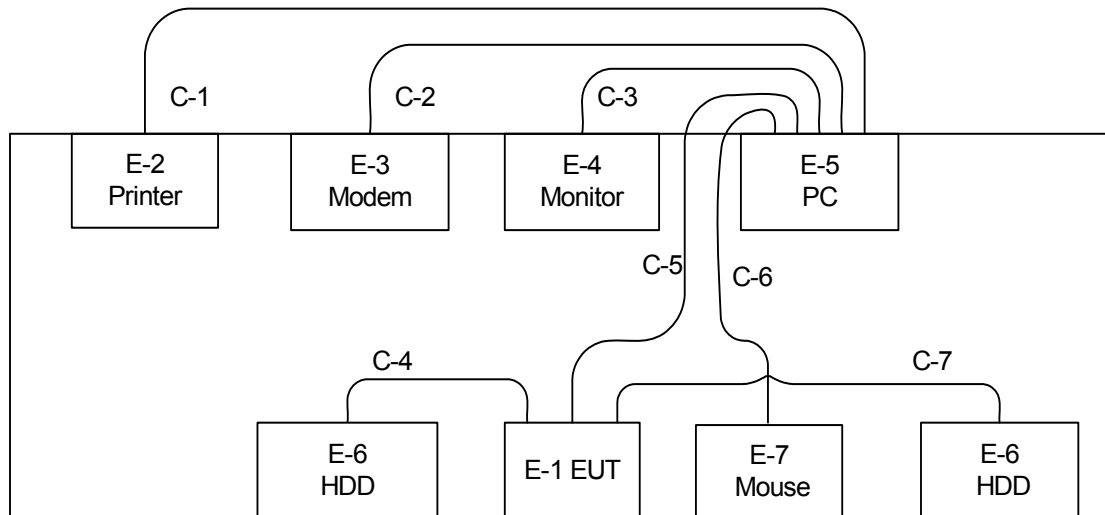 C-1
C-2
C-3
E-2
Printer
E-3
Modem
E-4
Monitor
E-5
PC
C-5
C-6
C-4
C-7
E-6
HDD
E-1 EUT
E-7
Mouse
E-6
HDD